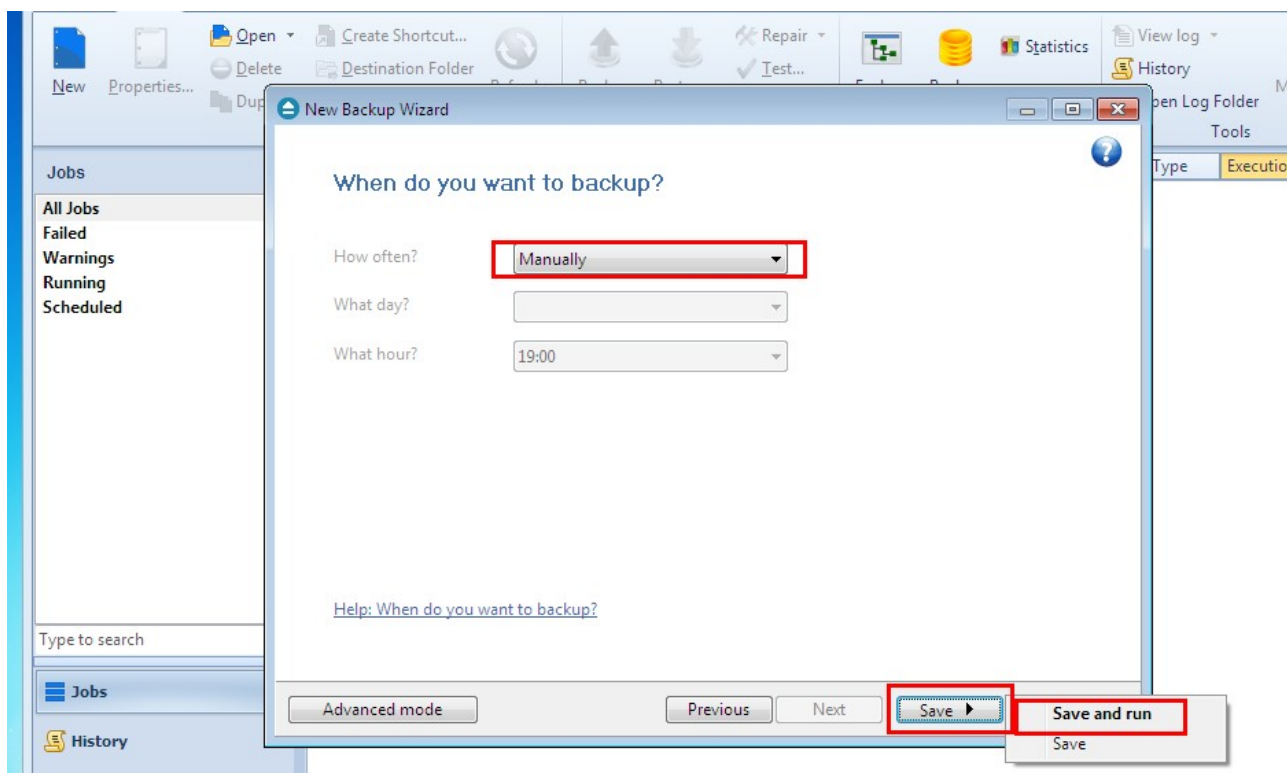 Open
Create Shortcut...
Repair
View log
Delete
Destination Folder
Test...
Statistics
History
New
Properties...
Dup
pen Log Folder
Tools
New Backup Wizard
Jobs
Type
Executio
When do you want to backup?
All Jobs
Failed
Warnings
Running
Scheduled
How often?
Manually
What day?
What hour?
19:00
Help: When do you want to backup?
Type to search
Jobs
History
Advanced mode
Previous
Next
Save
Save and run
Save